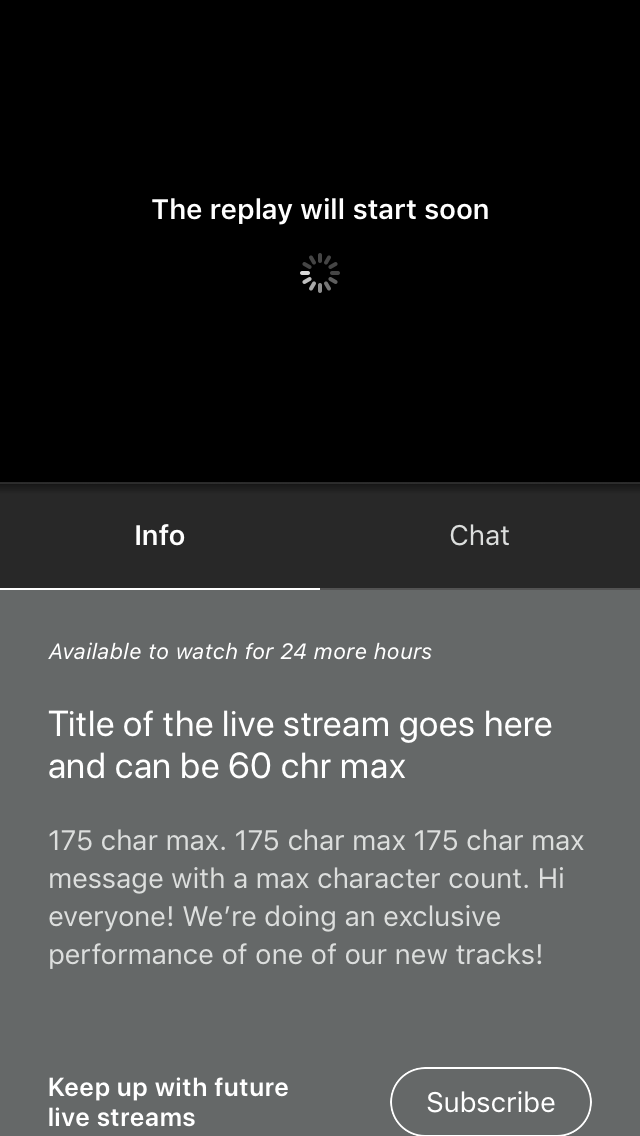 The replay will start soon
Info
Chat
Available to watch for 24 more hours
Title of the live stream goes here
and can be 60 chr max
175 char max. 175 char max 175 char max
message with a max character count. Hi
everyone! We’re doing an exclusive
performance of one of our new tracks!
Keep up with future
live streams
Subscribe